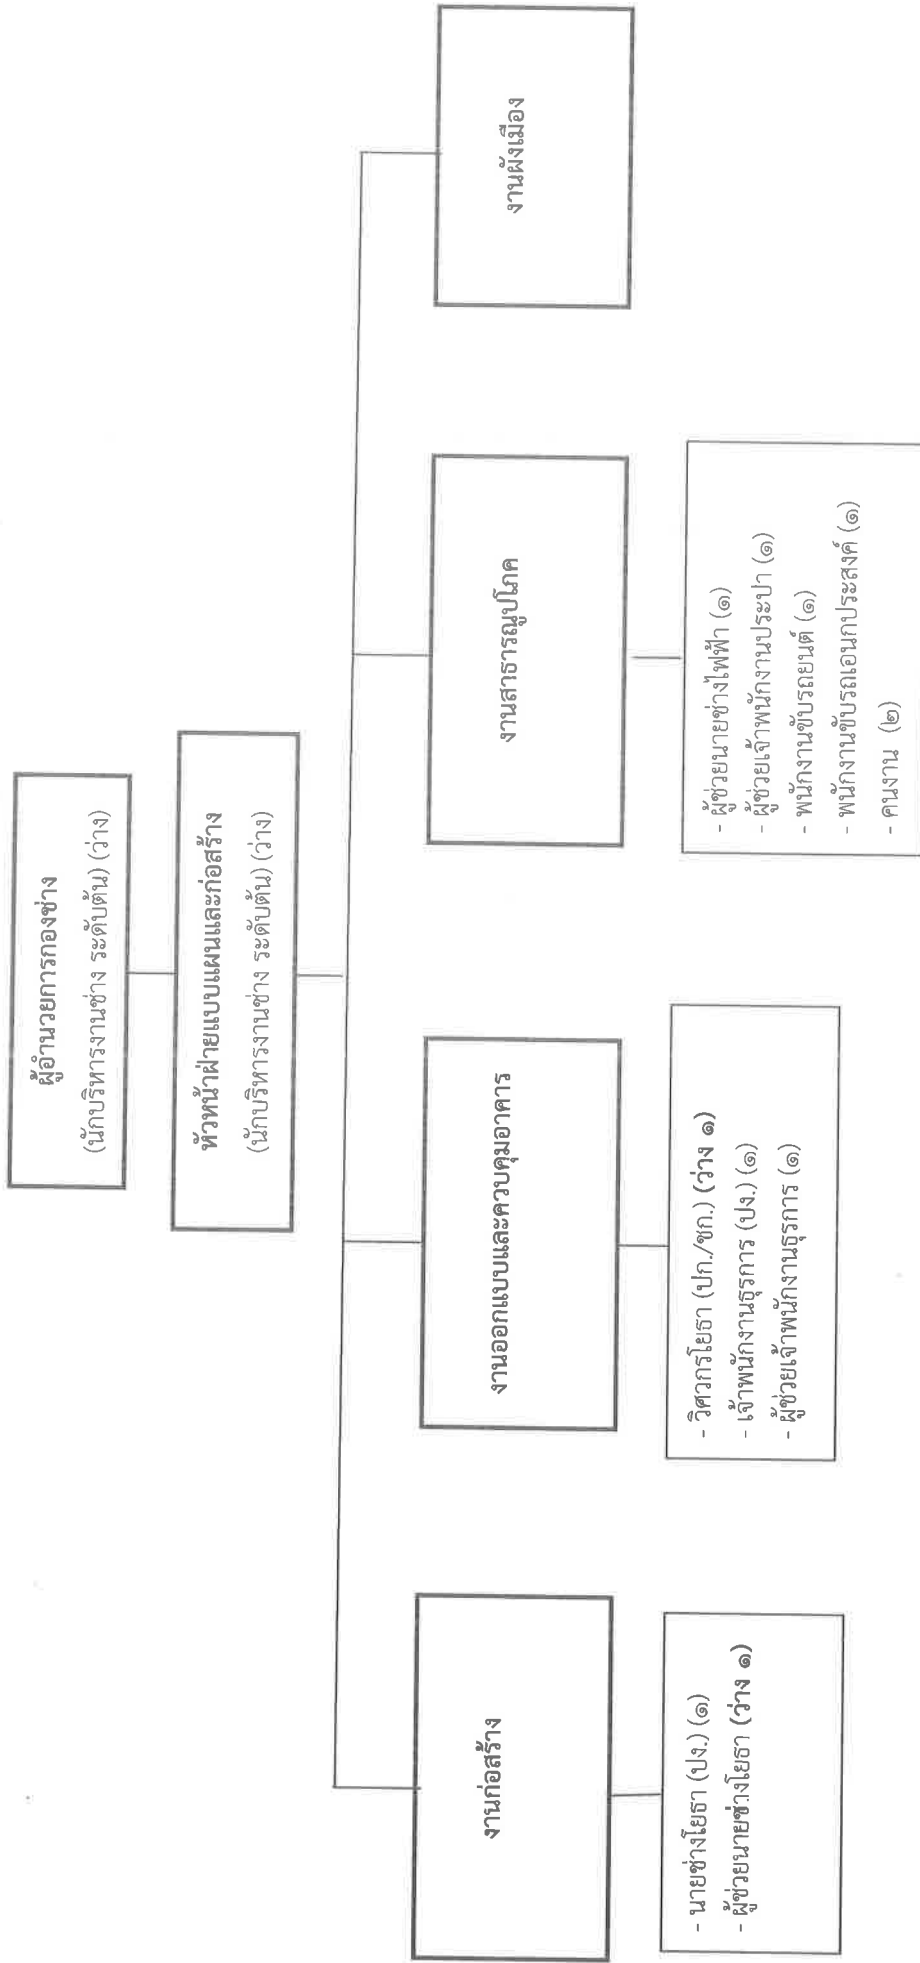 ผู้อำนวยการกองช่าง
(นักบริหารงานช่าง ระดับต้น) (ว่าง)
หัวหน้าฝ่ายแบบแผนและก่อสร้าง
(นักบริหารงานช่าง ระดับต้น) (ว่าง)
งานก่อสร้าง
งานออกแบบและควบคุมอาคาร
งานสาธารณูปโภค
งานผังเมือง
- นายช่างโยธา (ปง.) (๑)
- ผู้ช่วยนายช่างโยธา (ว่าง ๑)
- วิศวกรโยธา (ปก./ชก.) (ว่าง ๑)
- เจ้าพนักงานธุรการ (ปง.) (๑)
- ผู้ช่วยเจ้าพนักงานธุรการ (๑)
- ผู้ช่วยนายช่างไฟฟ้า (๑)
- ผู้ช่วยเจ้าพนักงานประปา (๑)
- พนักงานขับรถยนต์ (๑)
- พนักงานขับรถเอนกประสงค์ (๑)
- คนงาน (๒)